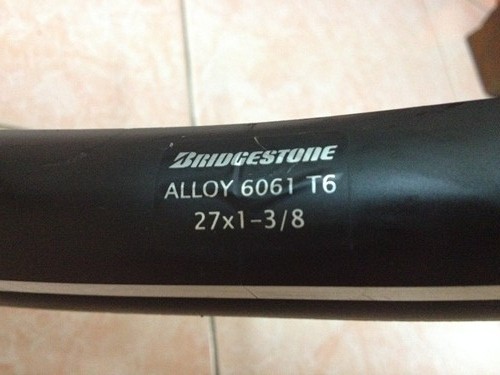 BRIDGESTONE
ALLOY 6061 T6
27x1-3/8